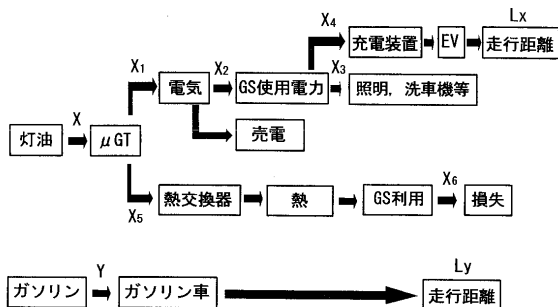 X4
充電装置
EV
Lx
走行距離
X1
電気
X2
GS使用電力
X3
照明, 洗車機等
灯油
X
μGT
売電
X5
熱交換器
熱
GS利用
X6
損失
ガソリン
Y
ガソリン車
Ly
走行距離